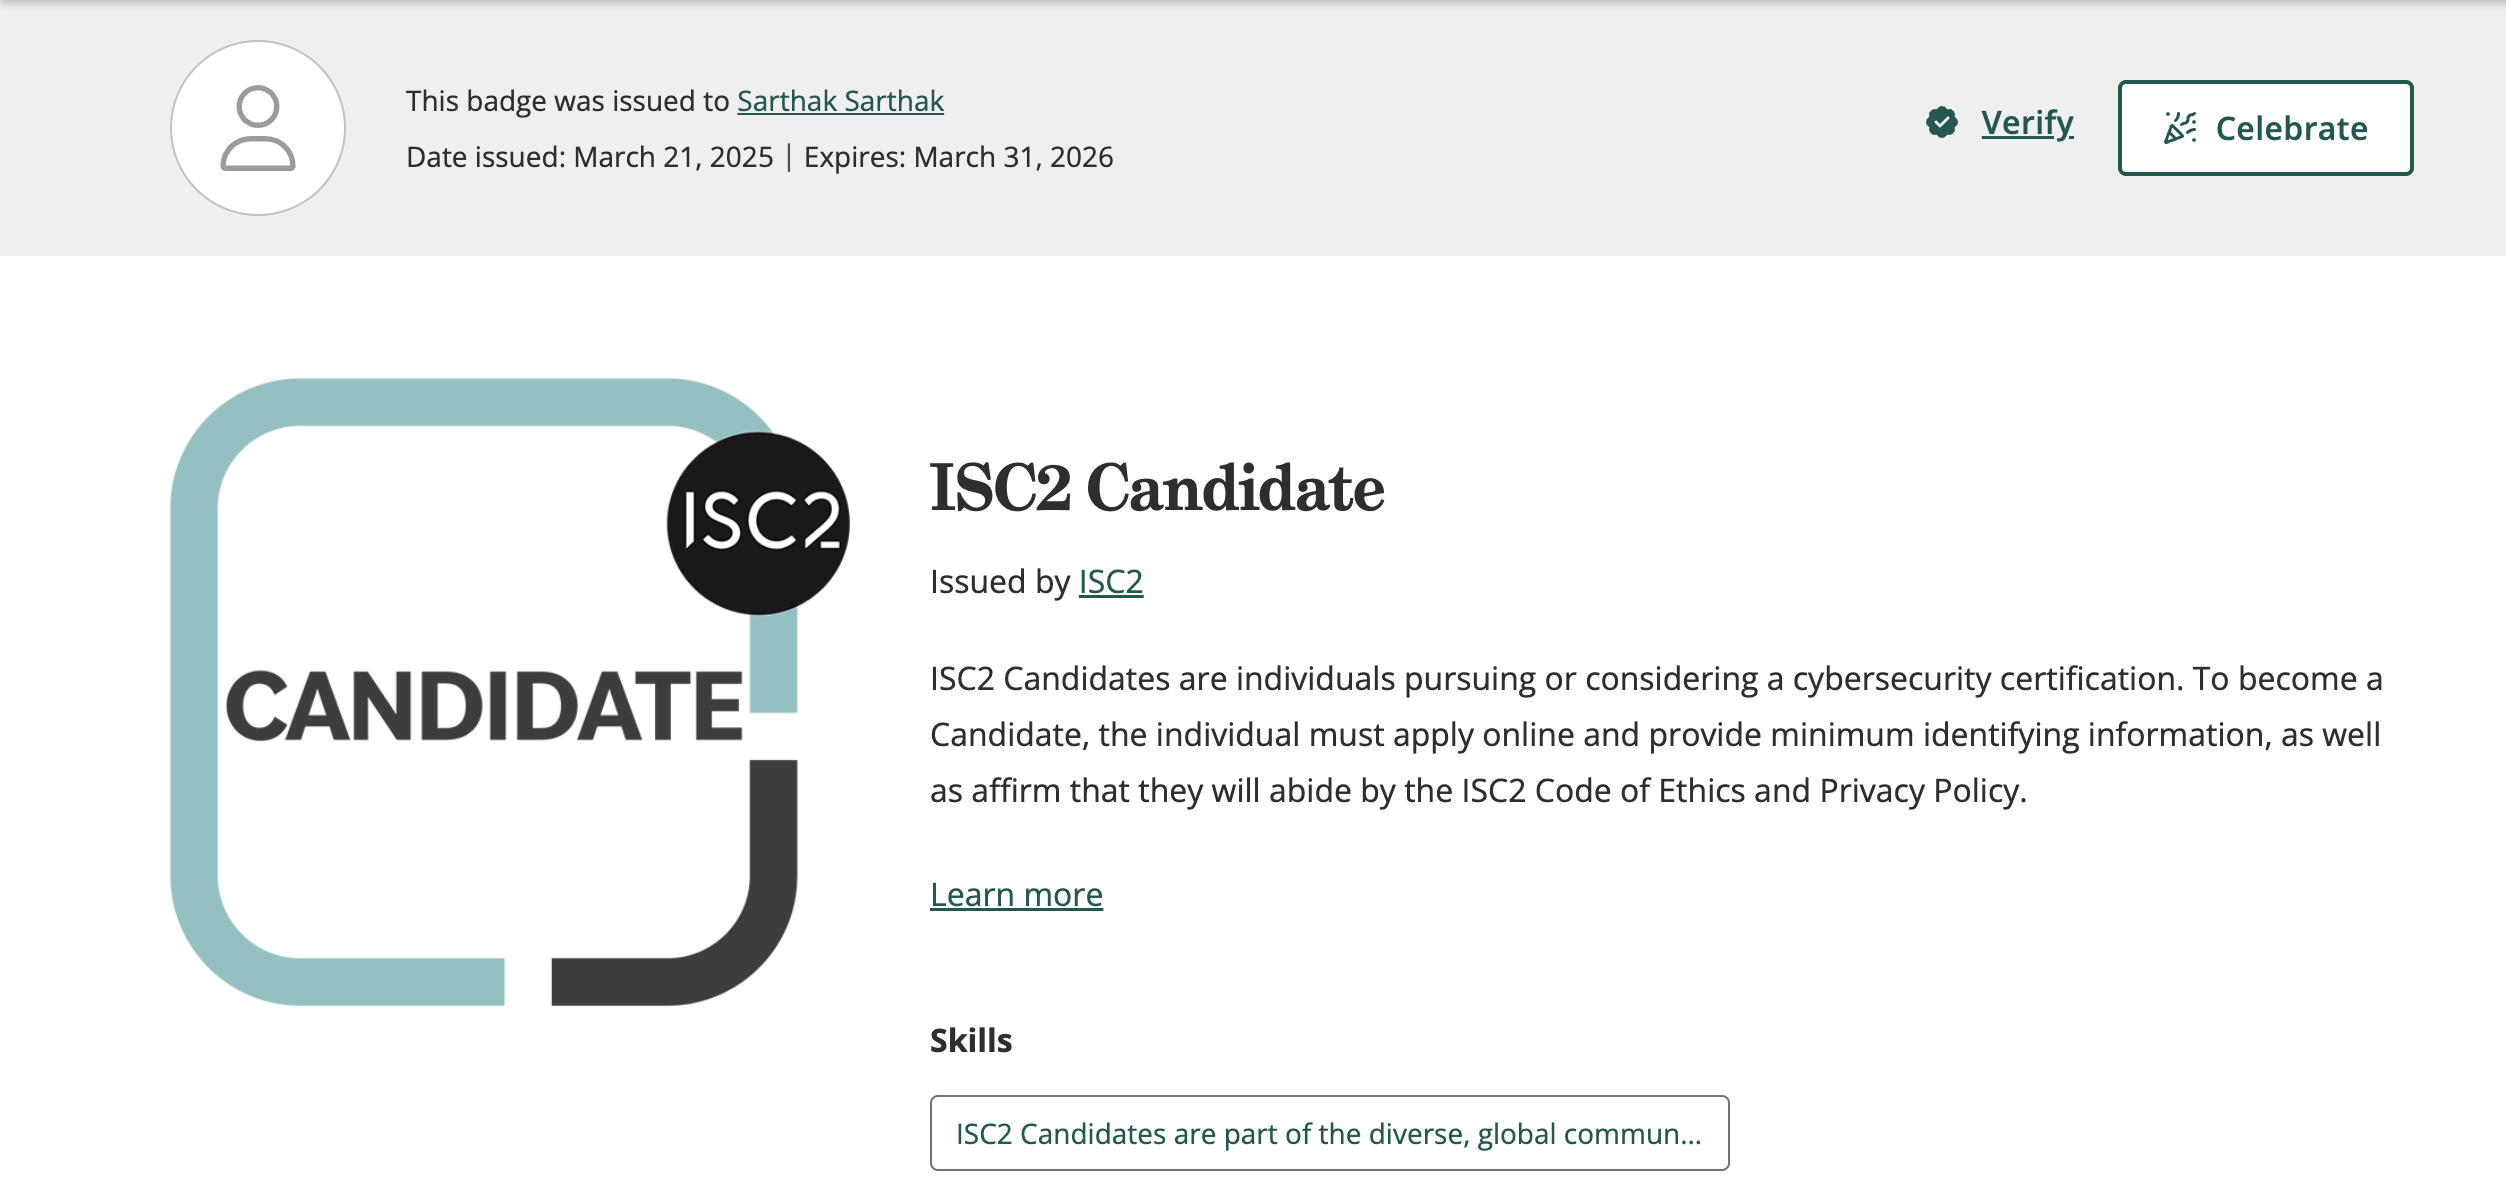 This badge was issued to Sarthak Sarthak
Date issued: March 21, 2025 | Expires: March 31, 2026
Verify
Celebrate
ISC2
CANDIDATE
ISC2 Candidate
Issued by ISC2
ISC2 Candidates are individuals pursuing or considering a cybersecurity certification. To become a
Candidate, the individual must apply online and provide minimum identifying information, as well
as affirm that they will abide by the ISC2 Code of Ethics and Privacy Policy.
Learn more
Skills
ISC2 Candidates are part of the diverse, global commun...